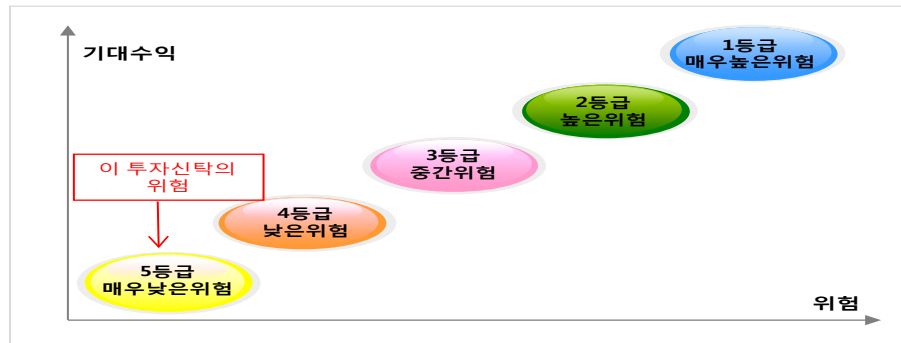 기대수익
1등급
매우높은위험
2등급
높은위험
3등급
중간위험
이 투자신탁의
위험
4등급
낮은위험
5등급
매우낮은위험
위험